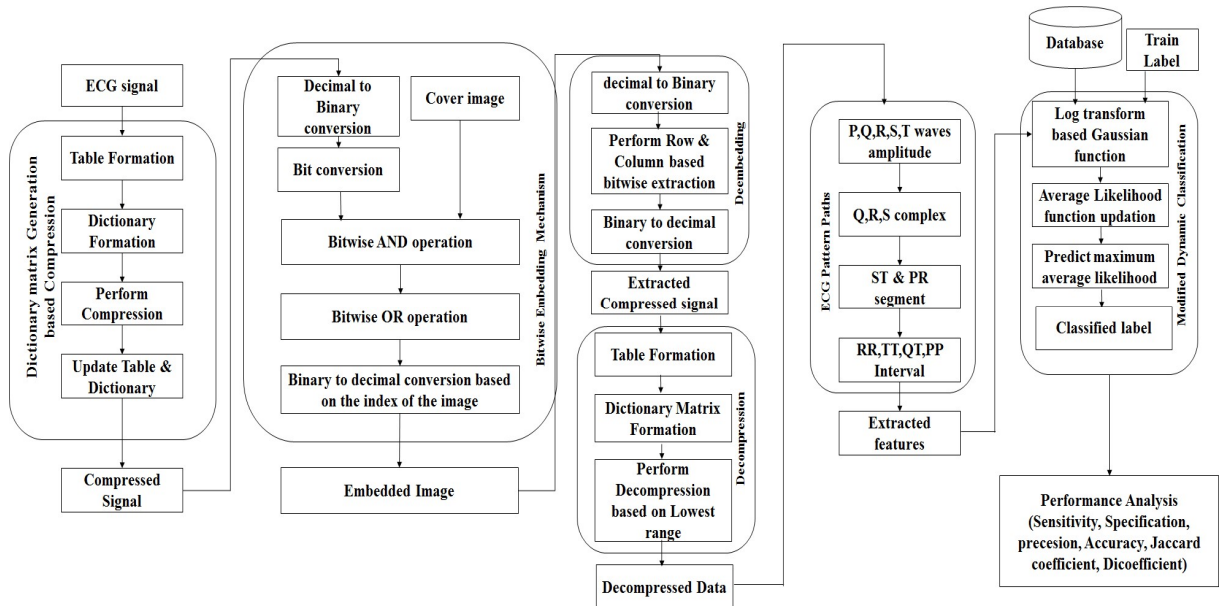 ECG signal
Table Formation
Dictionary
Formation
Perform
Compression
Update Table &
Dictionary
Dictionary matrix Generation
based Compression
Compressed
Signal
Decimal to
Binary
conversion
Cover image
Bit conversion
Bitwise AND operation
Bitwise OR operation
Binary to decimal conversion based
on the index of the image
Bitwise Embedding Mechanism
Embedded Image
decimal to Binary
conversion
Perform Row &
Column based
bitwise extraction
Binary to decimal
conversion
Deembedding
Extracted
Compressed signal
Table Formation
Dictionary Matrix
Formation
Perform
Decompression
based on Lowest
range
Decompression
Decompressed Data
P,Q,R,S,T waves
amplitude
Q,R,S complex
ST & PR
segment
RR,TT,QT,PP
Interval
ECG Pattern Paths
Extracted
features
Database
Train
Label
Log transform
based Gaussian
function
Average Likelihood
function updation
Predict maximum
average likelihood
Classified label
Modified Dynamic Classification
Performance Analysis
(Sensitivity, Specification,
precesion, Accuracy, Jaccard
coefficient, Dicoefficient)